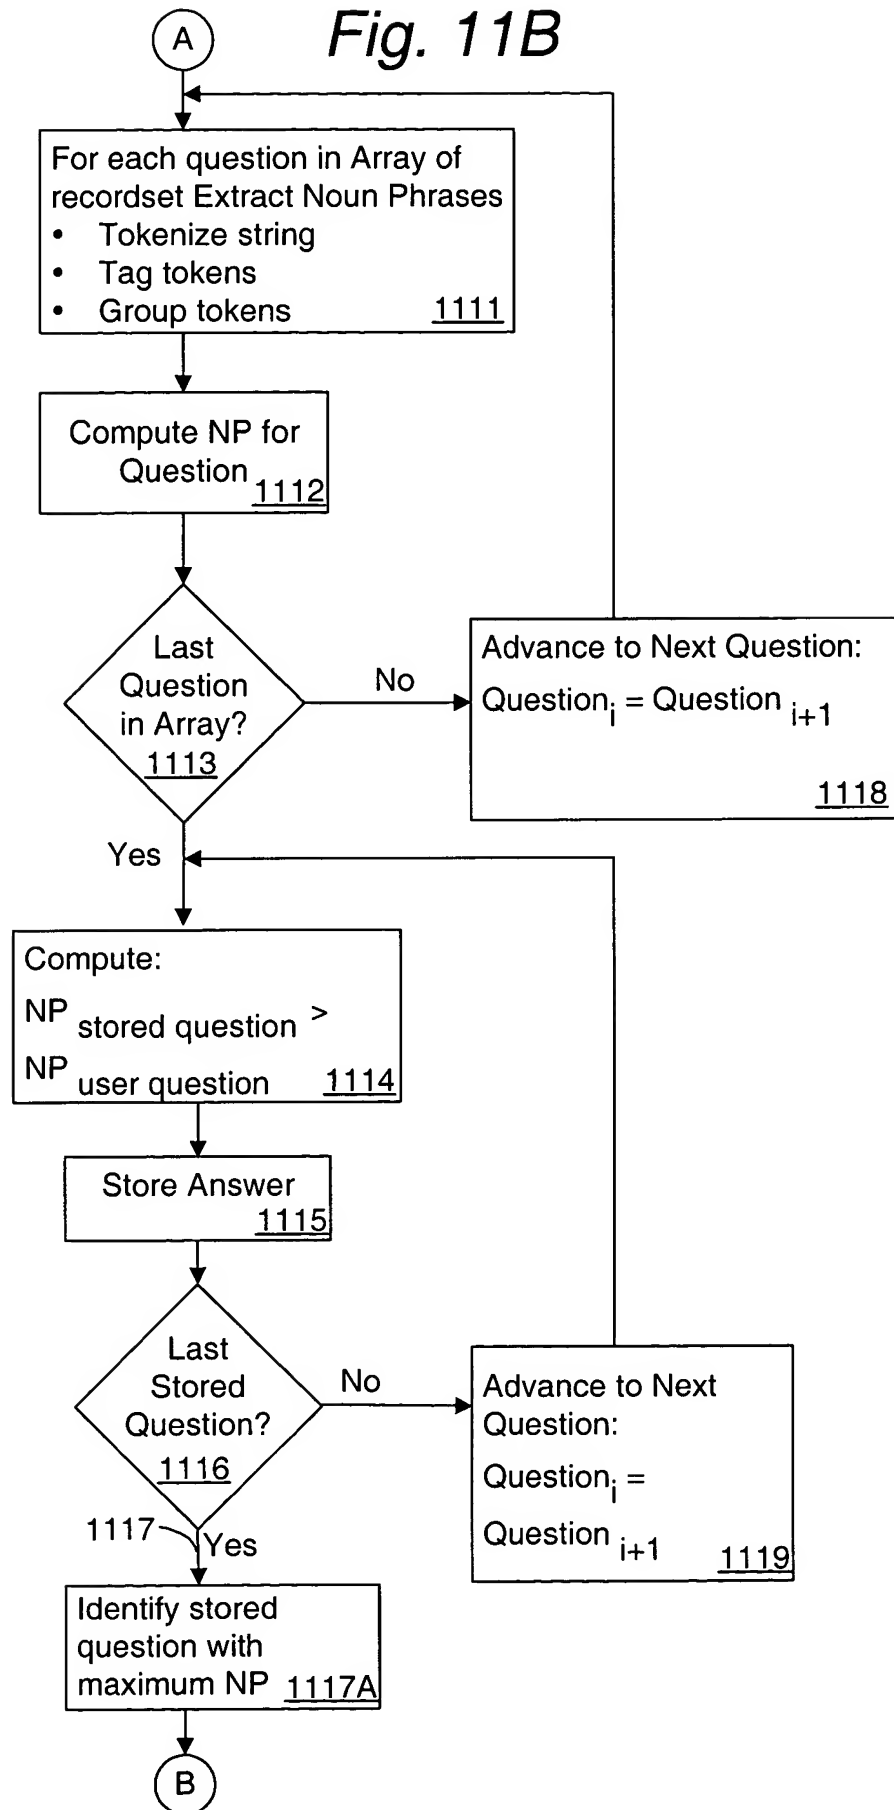 Fig. 11B
A
For each question in Array of
recordset Extract Noun Phrases
• Tokenize string
• Tag tokens
• Group tokens 1111
Compute NP for
Question 1112
Last
Question
in Array?
1113
No
Advance to Next Question:
Question i = Question i+1
1118
Yes
Compute:
NP stored question >
NP user question 1114
Store Answer
1115
Last
Stored
Question?
1116
No
Advance to Next
Question:
Question i =
Question i+1 1119
1117 Yes
Identify stored
question with
maximum NP 1117A
B